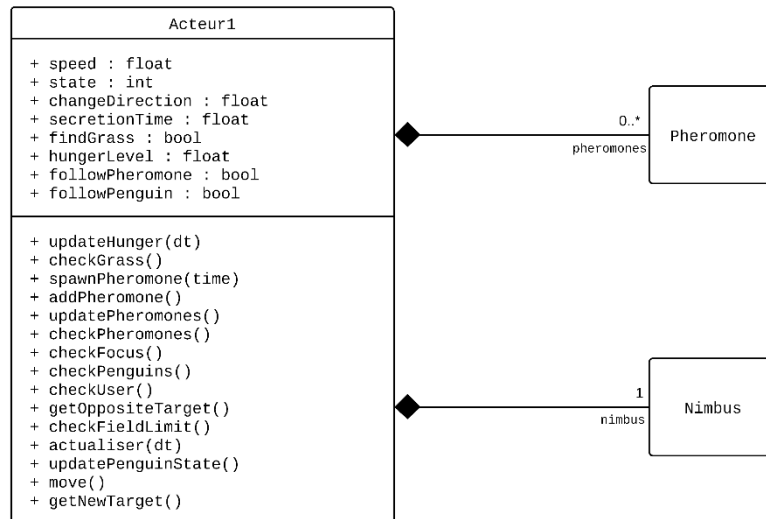 Acteur1
+ speed : float
+ state : int
+ changeDirection : float
+ secretionTime : float
+ findGrass : bool
+ hungerLevel : float
+ followPheromone : bool
+ followPenguin : bool
+ updateHunger(dt)
+ checkGrass()
+ spawnPheromone(time)
+ addPheromone()
+ updatePheromones()
+ checkPheromones()
+ checkFocus()
+ checkPenguins()
+ checkUser()
+ getOppositeTarget()
+ checkFieldLimit()
+ actualiser(dt)
+ updatePenguinState()
+ move()
+ getNewTarget()
0..*
pheromones
Pheromone
1
nimbus
Nimbus